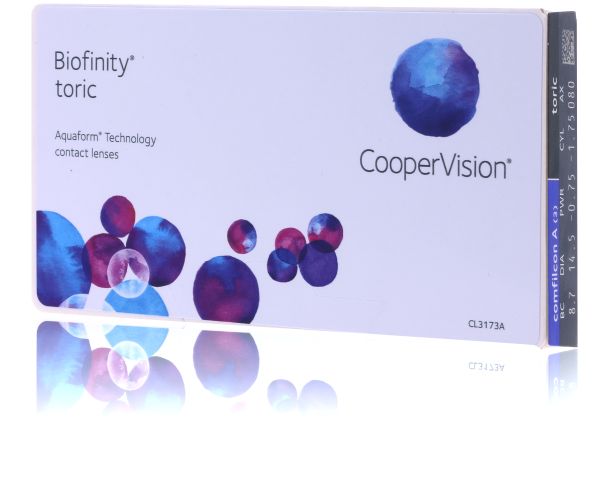 Biofinity®
toric
Aquaform® Technology
contact lenses
CooperVision®
CL3173A
comfilcon A (3) toric
BC DIA PWR CYL AX
8.7 14.5 -0.75 -1.75 080